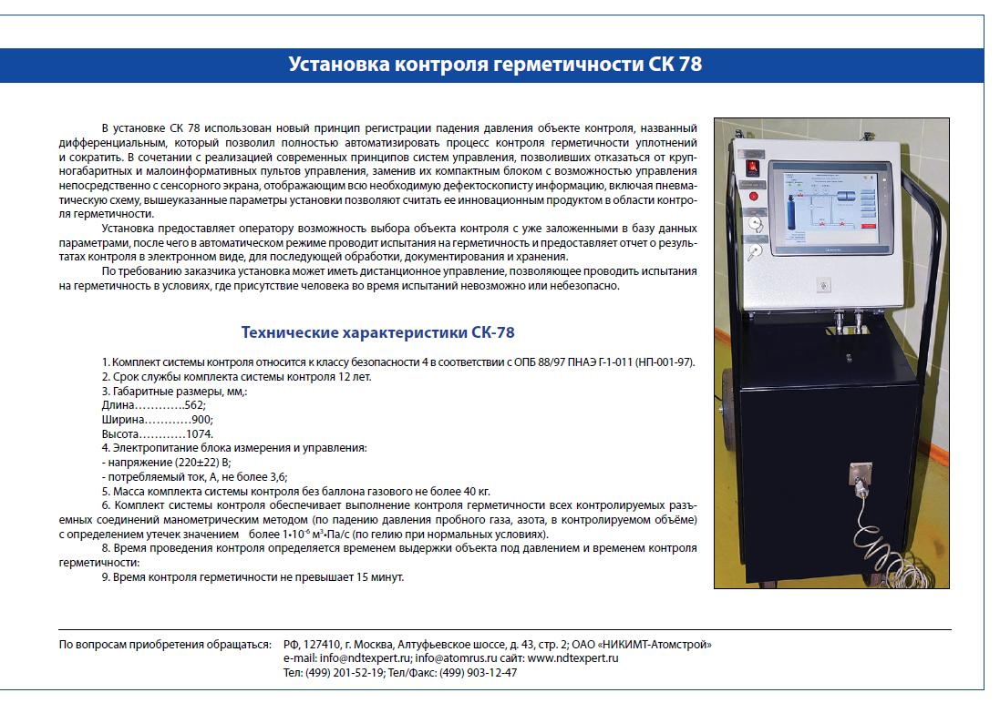 Установка контроля герметичности СК 78
В установке СК 78 использован новый принцип регистрации падения давления объекте контроля, названный
дифференциальным, который позволил полностью автоматизировать процесс контроля герметичности уплотнений
и сократить. В сочетании с реализацией современных принципов систем управления, позволивших отказаться от круп-
ногабаритных и малоинформативных пультов управления, заменив их компактным блоком с возможностью управления
непосредственно с сенсорного экрана, отображающим всю необходимую дефектоскописту информацию, включая пневма-
тическую схему, вышеуказанные параметры установки позволяют считать ее инновационным продуктом в области контро-
ля герметичности.
Установка предоставляет оператору возможность выбора объекта контроля с уже заложенными в базу данных
параметрами, после чего в автоматическом режиме проводит испытания на герметичность и предоставляет отчет о резуль-
татах контроля в электронном виде, для последующей обработки, документирования и хранения.
По требованию заказчика установка может иметь дистанционное управление, позволяющее проводить испытания
на герметичность в условиях, где присутствие человека во время испытаний невозможно или небезопасно.
Технические характеристики СК-78
1. Комплект системы контроля относится к классу безопасности 4 в соответствии с ОПБ 88/97 ПНАЭ Г-1-011 (НП-001-97).
2. Срок службы комплекта системы контроля 12 лет.
3. Габаритные размеры, мм,:
Длина………….562;
Ширина…………900;
Высота…………1074.
4. Электропитание блока измерения и управления:
- напряжение (220±22) В;
- потребляемый ток, А, не более 3,6;
5. Масса комплекта системы контроля без баллона газового не более 40 кг.
6. Комплект системы контроля обеспечивает выполнение контроля герметичности всех контролируемых разъ-
емных соединений манометрическим методом (по падению давления пробного газа, азота, в контролируемом объёме)
с определением утечек значением более 1•10⁻⁶ м³•Па/с (по гелию при нормальных условиях).
8. Время проведения контроля определяется временем выдержки объекта под давлением и временем контроля
герметичности:
9. Время контроля герметичности не превышает 15 минут.
По вопросам приобретения обращаться: РФ, 127410, г. Москва, Алтуфьевское шоссе, д. 43, стр. 2; ОАО «НИКИМТ-Атомстрой»
e-mail: info@ndtexpert.ru; info@atomrus.ru сайт: www.ndtexpert.ru
Тел: (499) 201-52-19; Тел/Факс: (499) 903-12-47